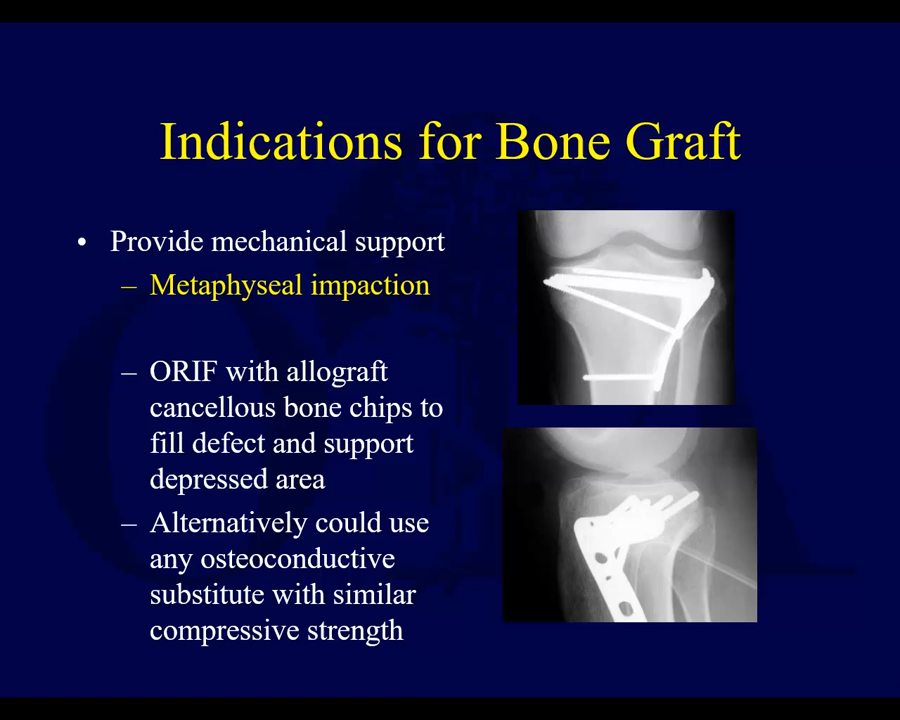 Indications for Bone Graft
• Provide mechanical support
– Metaphyseal impaction
– ORIF with allograft
cancellous bone chips to
fill defect and support
depressed area
– Alternatively could use
any osteoconductive
substitute with similar
compressive strength